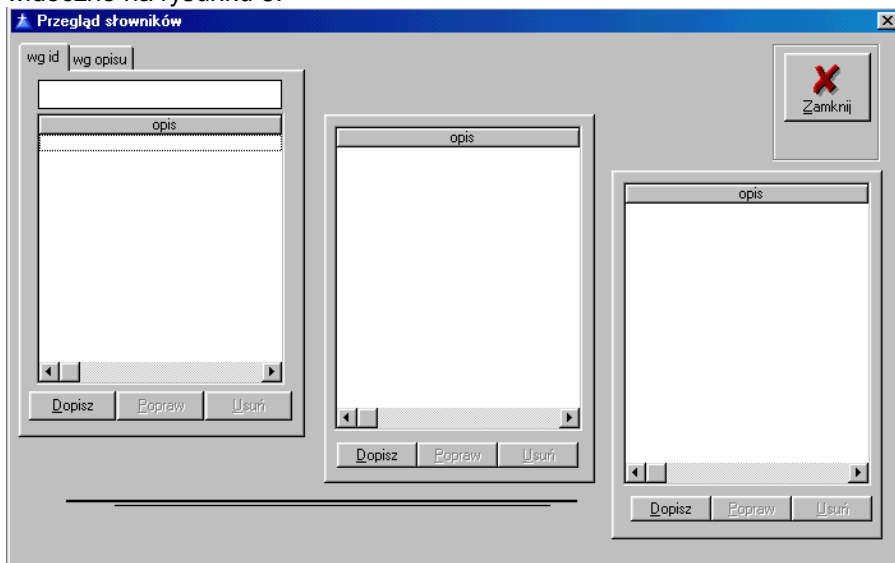 Przegląd słowników
wg id
wg opisu
opis
Dopisz
Popraw
Usuń
opis
Dopisz
Popraw
Usuń
Zamknij
opis
Dopisz
Popraw
Usuń